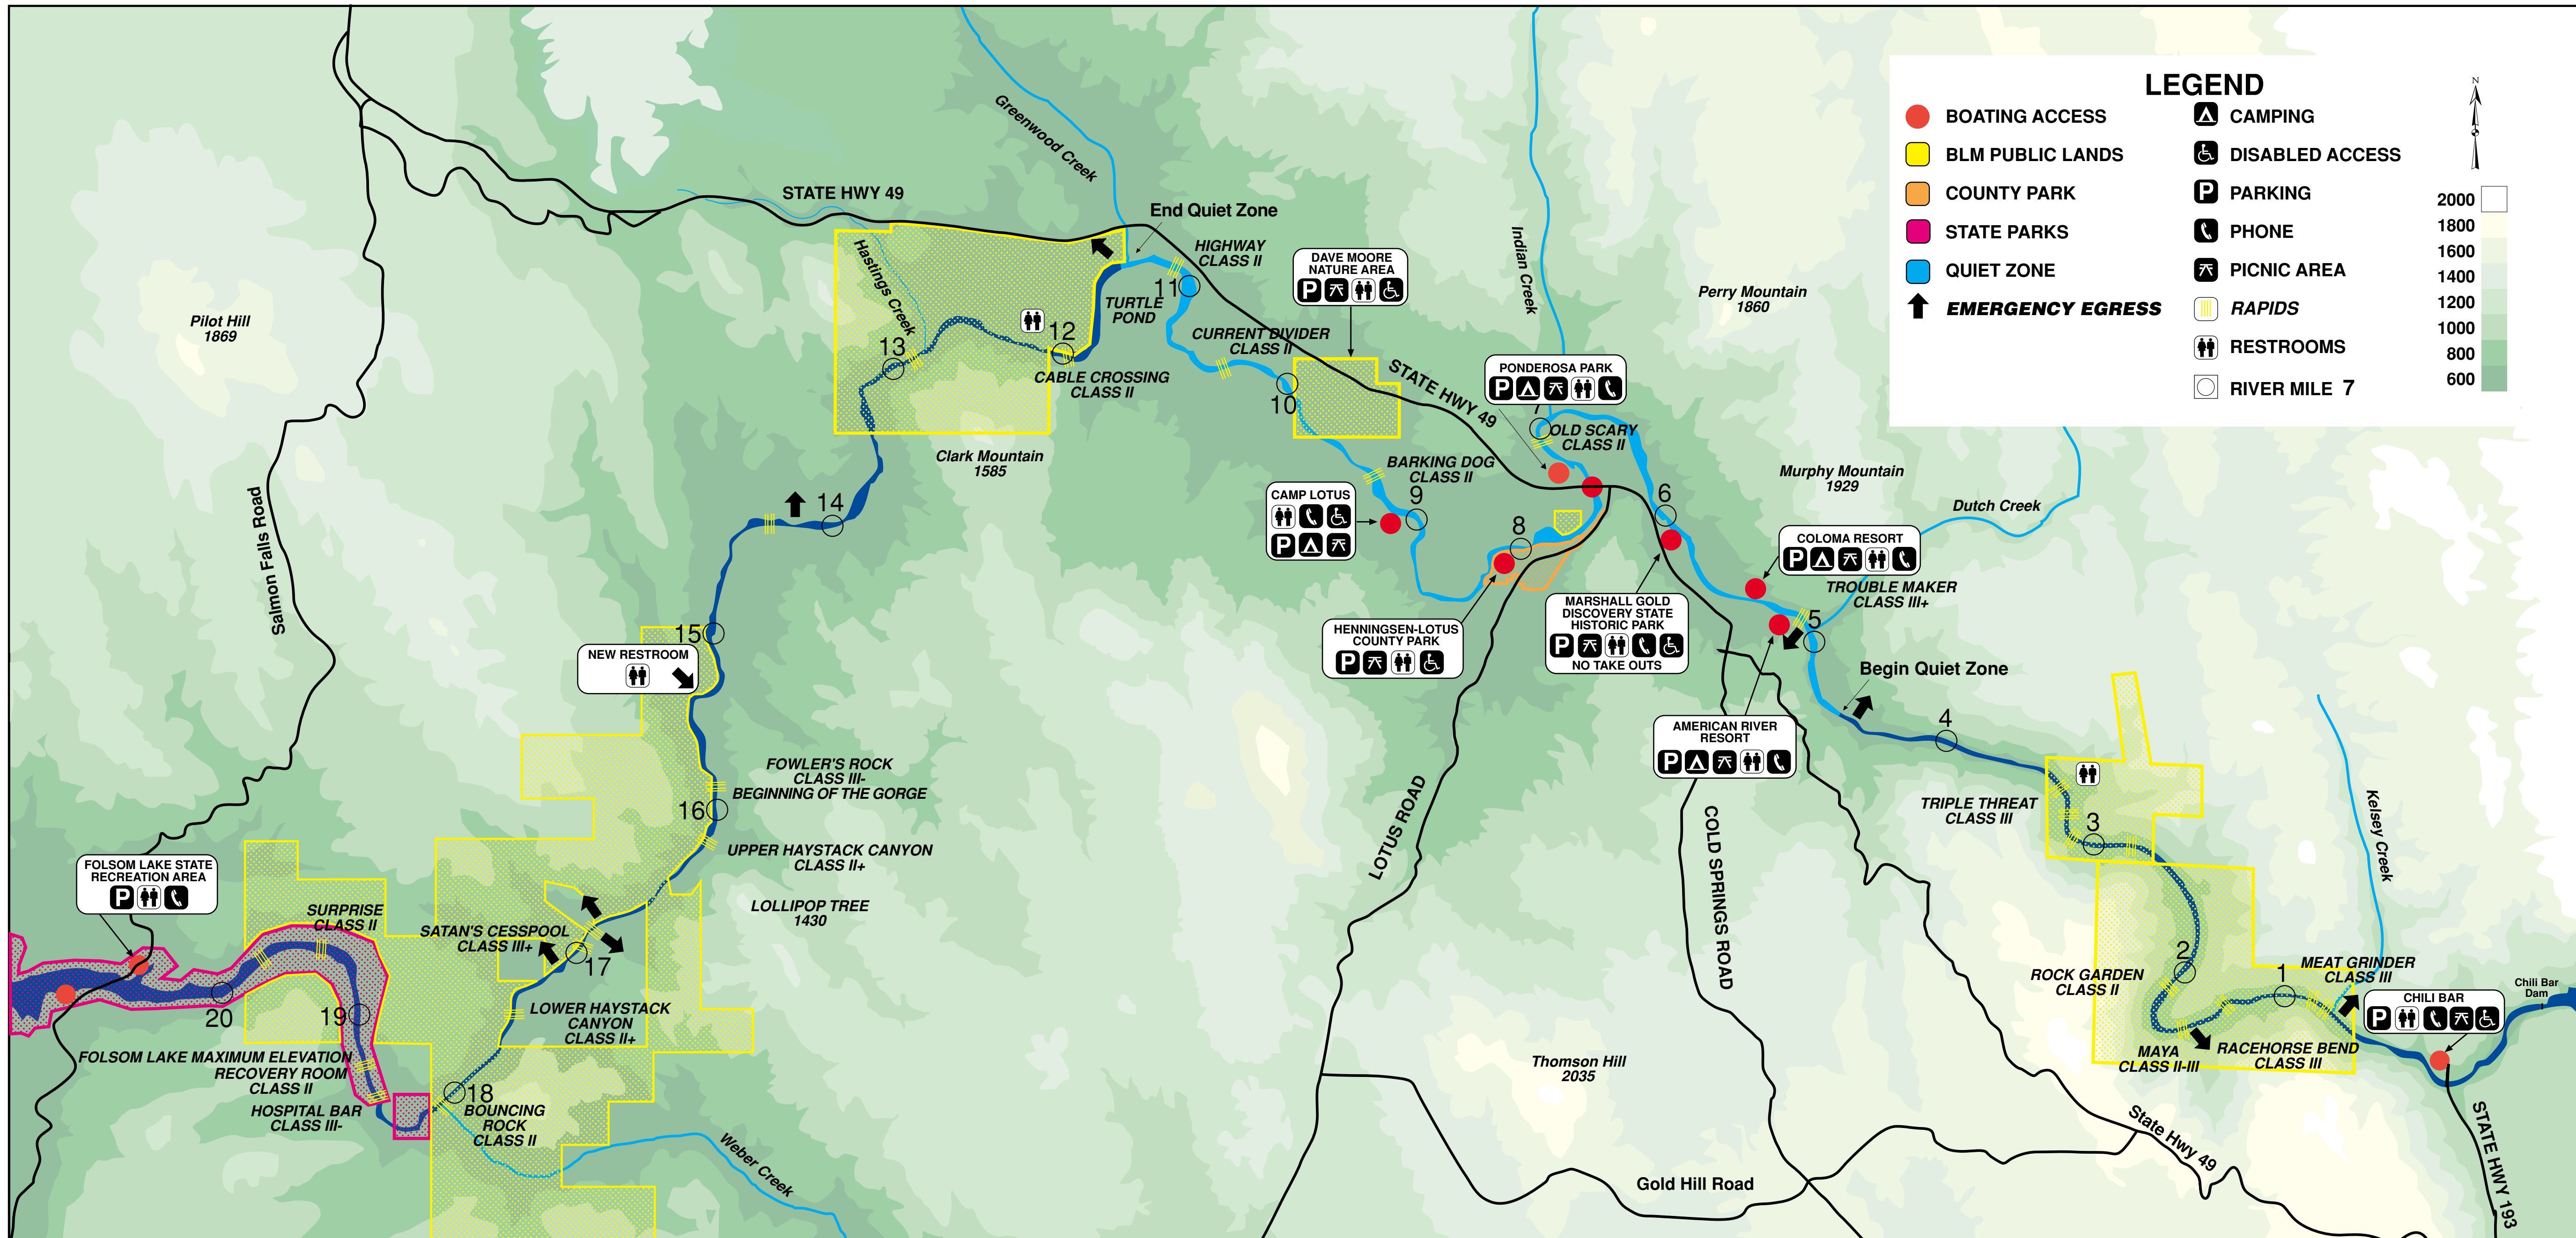 LEGEND
BOATING ACCESS
BLM PUBLIC LANDS
COUNTY PARK
STATE PARKS
QUIET ZONE
EMERGENCY EGRESS
CAMPING
DISABLED ACCESS
P PARKING
PHONE
PICNIC AREA
RAPIDS
RESTROOMS
RIVER MILE 7
N
2000
1800
1600
1400
1200
1000
800
600
STATE HWY 49
Greenwood Creek
End Quiet Zone
HIGHWAY
CLASS II
11
TURTLE
POND
Hastings Creek
12
13
CABLE CROSSING
CLASS II
CURRENT DIVIDER
CLASS II
DAVE MOORE
NATURE AREA
P
10
STATE HWY 49
Indian Creek
Perry Mountain
1860
Pilot Hill
1869
PONDEROSA PARK
P
7
OLD SCARY
CLASS II
BARKING DOG
CLASS II
Clark Mountain
1585
14
CAMP LOTUS
P
9
8
6
Murphy Mountain
1929
Dutch Creek
COLOMA RESORT
P
TROUBLE MAKER
CLASS III+
5
Salmon Falls Road
15
NEW RESTROOM
HENNINGSEN-LOTUS
COUNTY PARK
P
MARSHALL GOLD
DISCOVERY STATE
HISTORIC PARK
P
NO TAKE OUTS
Begin Quiet Zone
4
AMERICAN RIVER
RESORT
P
FOWLER'S ROCK
CLASS III-
BEGINNING OF THE GORGE
16
UPPER HAYSTACK CANYON
CLASS II+
LOLLIPOP TREE
1430
LOTUS ROAD
COLD SPRINGS ROAD
TRIPLE THREAT
CLASS III
3
Kelsey Creek
FOLSOM LAKE STATE
RECREATION AREA
P
SURPRISE
CLASS II
SATAN'S CESSPOOL
CLASS III+
17
20
19
LOWER HAYSTACK
CANYON
CLASS II+
FOLSOM LAKE MAXIMUM ELEVATION
RECOVERY ROOM
CLASS II
HOSPITAL BAR
CLASS III-
18
BOUNCING
ROCK
CLASS II
Weber Creek
2
ROCK GARDEN
CLASS II
1
MEAT GRINDER
CLASS III
CHILI BAR
P
Chili Bar
Dam
MAYA
CLASS II-III
RACEHORSE BEND
CLASS III
Thomson Hill
2035
State Hwy 49
Gold Hill Road
STATE HWY 193